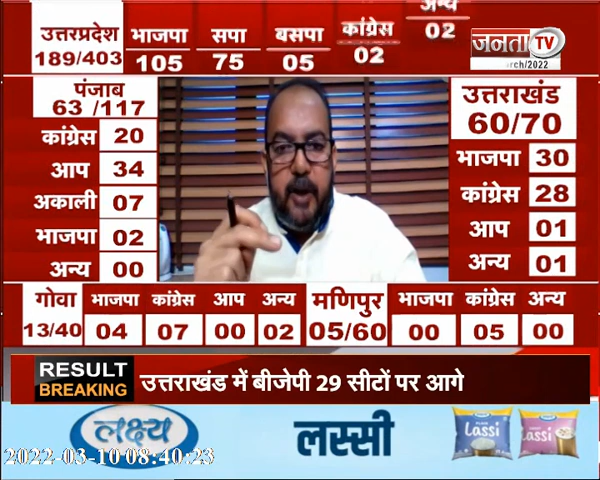 उत्तरप्रदेश भाजपा सपा बसपा कांग्रेस अन्य
189/403 105 75 05 02 02
जनता TV
rch/2022
पंजाब
63 /117
कांग्रेस 20
आप 34
अकाली 07
भाजपा 02
अन्य 00
उत्तराखंड
60/70
भाजपा 30
कांग्रेस 28
आप 01
अन्य 01
गोवा भाजपा कांग्रेस आप अन्य मणिपुर भाजपा कांग्रेस अन्य
13/40 04 07 00 02 05/60 00 05 00
RESULT
BREAKING
उत्तराखंड में बीजेपी 29 सीटों पर आगे
लक्ष्य लस्सी
Lassi
Lassi
2022-03-10 08:40:23